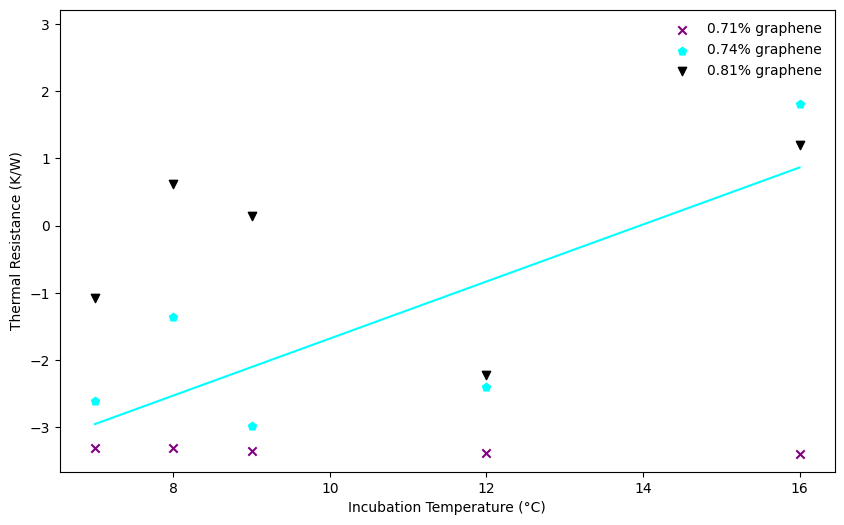 3
2
1
0
−1
−2
−3
Thermal Resistance (K/W)
0.71% graphene
0.74% graphene
0.81% graphene
8
10
12
14
16
Incubation Temperature (°C)